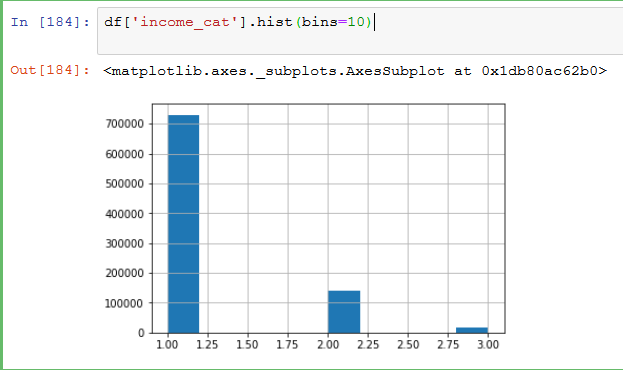 In [184]: df['income_cat'].hist(bins=10)
Out[184]: <matplotlib.axes._subplots.AxesSubplot at 0x1db80ac62b0>
700000
600000
500000
400000
300000
200000
100000
0
1.00 1.25 1.50 1.75 2.00 2.25 2.50 2.75 3.00